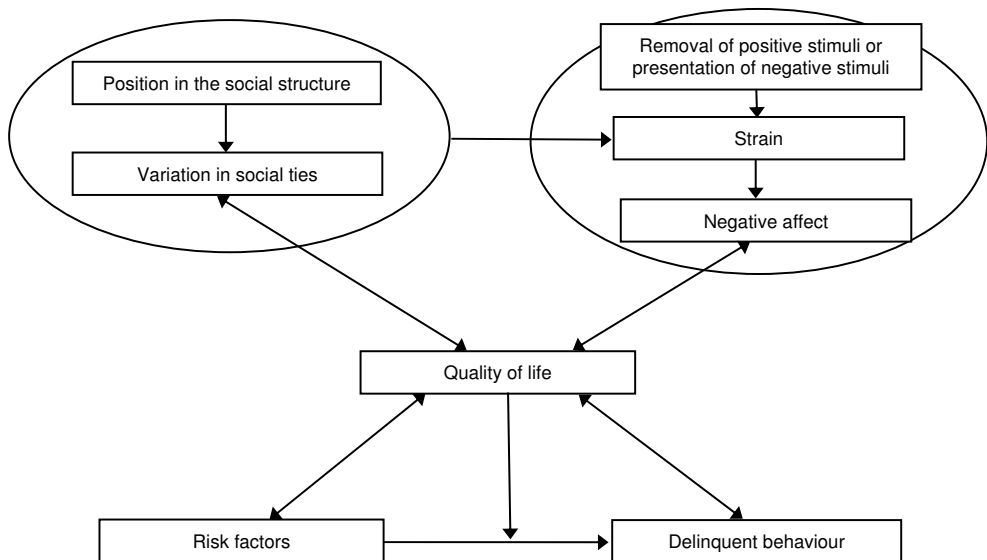 Position in the social structure
Variation in social ties
Removal of positive stimuli or
presentation of negative stimuli
Strain
Negative affect
Quality of life
Risk factors
Delinquent behaviour